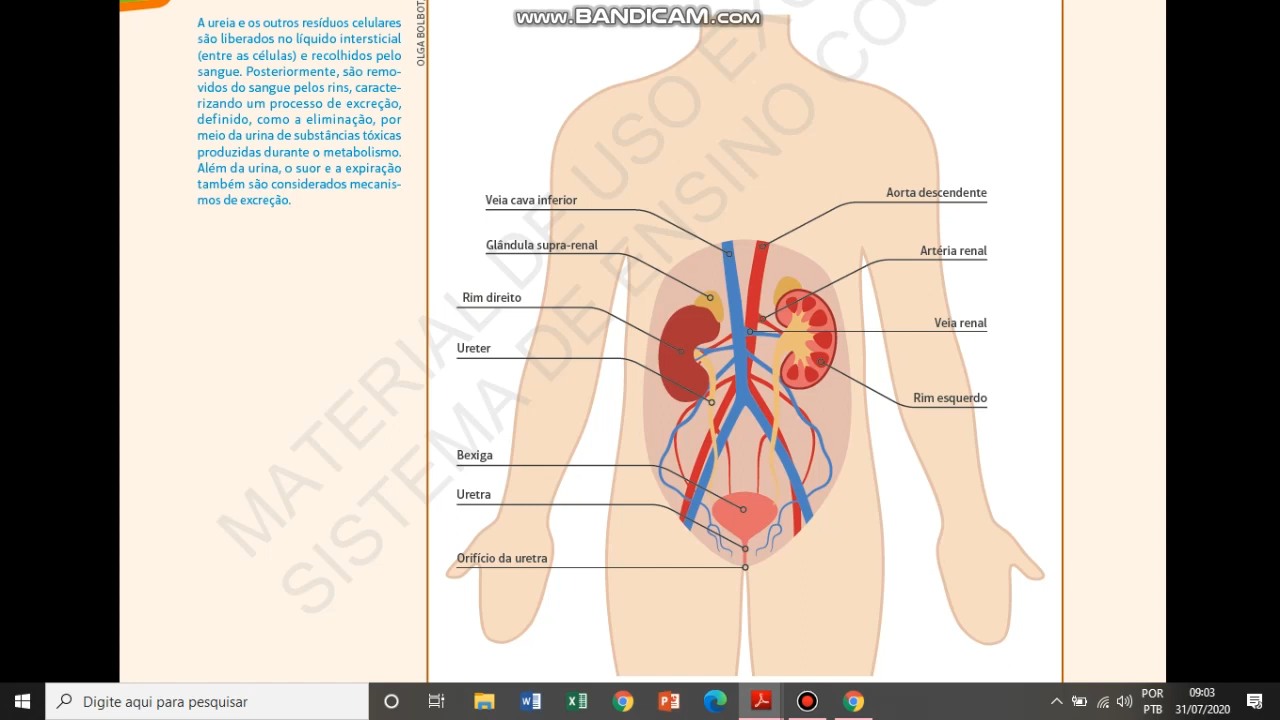 www.BANDICAM.com
A ureia e os outros resíduos celulares
são liberados no líquido intersticial
(entre as células) e recolhidos pelo
sangue. Posteriormente, são remo-
vidos do sangue pelos rins, caracte-
rizando um processo de excreção,
definido, como a eliminação, por
meio da urina de substâncias tóxicas
produzidas durante o metabolismo.
Além da urina, o suor e a expiração
também são considerados mecanis-
mos de excreção.
OLGA
MATERIAL DE USO
SISTEMA DE ENSINO
Veia cava inferior
Glândula supra-renal
Rim direito
Ureter
Bexiga
Uretra
Orifício da uretra
Aorta descendente
Artéria renal
Veia renal
Rim esquerdo
Digite aqui para pesquisar
POR
PTB
09:03
31/07/2020